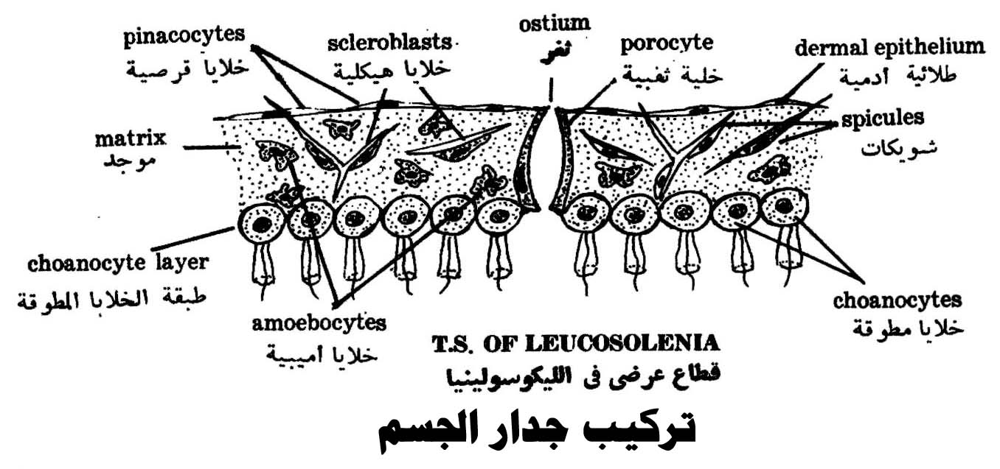 pinacocytes
خلايا قرصية
scleroblasts
خلايا هيكلية
ostium
ثغر
porocyte
خلية ثقبية
dermal epithelium
طلائية أدمية
matrix
موجد
spicules
شويكات
choanocyte layer
طبقة الخلايا المطوقة
amoebocytes
خلايا أميبية
choanocytes
خلايا مطوقة
T.S. OF LEUCOSOLENIA
قطاع عرضى فى الليكوسولينيا
تركيب جدار الجسم